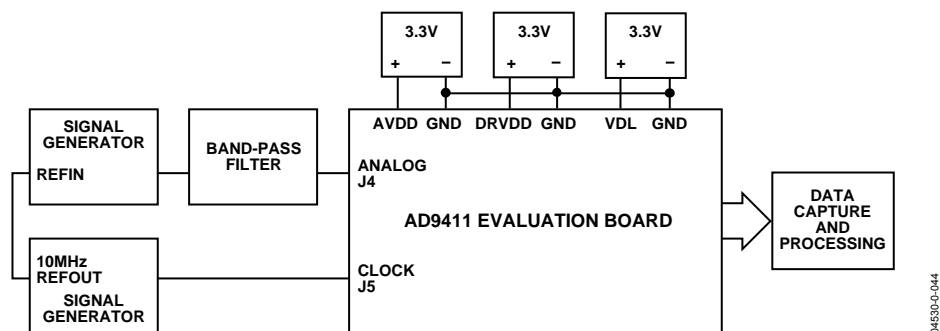 3.3V
+ −
3.3V
+ −
3.3V
+ −
AVDD GND DRVDD GND VDL GND
SIGNAL
GENERATOR
REFIN
BAND-PASS
FILTER
ANALOG
J4
AD9411 EVALUATION BOARD
DATA
CAPTURE
AND
PROCESSING
10MHz
REFOUT
SIGNAL
GENERATOR
CLOCK
J5
04530-0-044